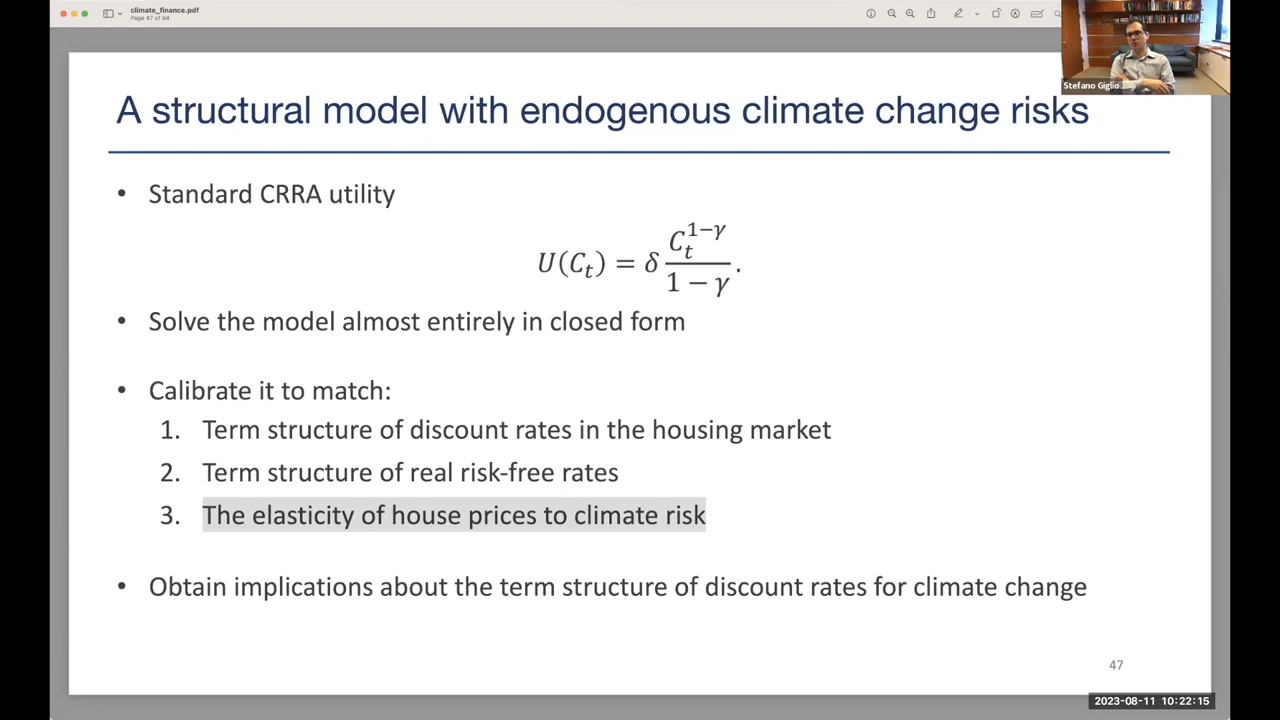 climate_finance.pdf
Page 47 of 94
Stefano Giglio
A structural model with endogenous climate change risks
• Standard CRRA utility
U(C_t) = δ C_t^{1−γ} / (1 − γ).
• Solve the model almost entirely in closed form
• Calibrate it to match:
1. Term structure of discount rates in the housing market
2. Term structure of real risk-free rates
3. The elasticity of house prices to climate risk
• Obtain implications about the term structure of discount rates for climate change
47
2023-08-11 10:22:15